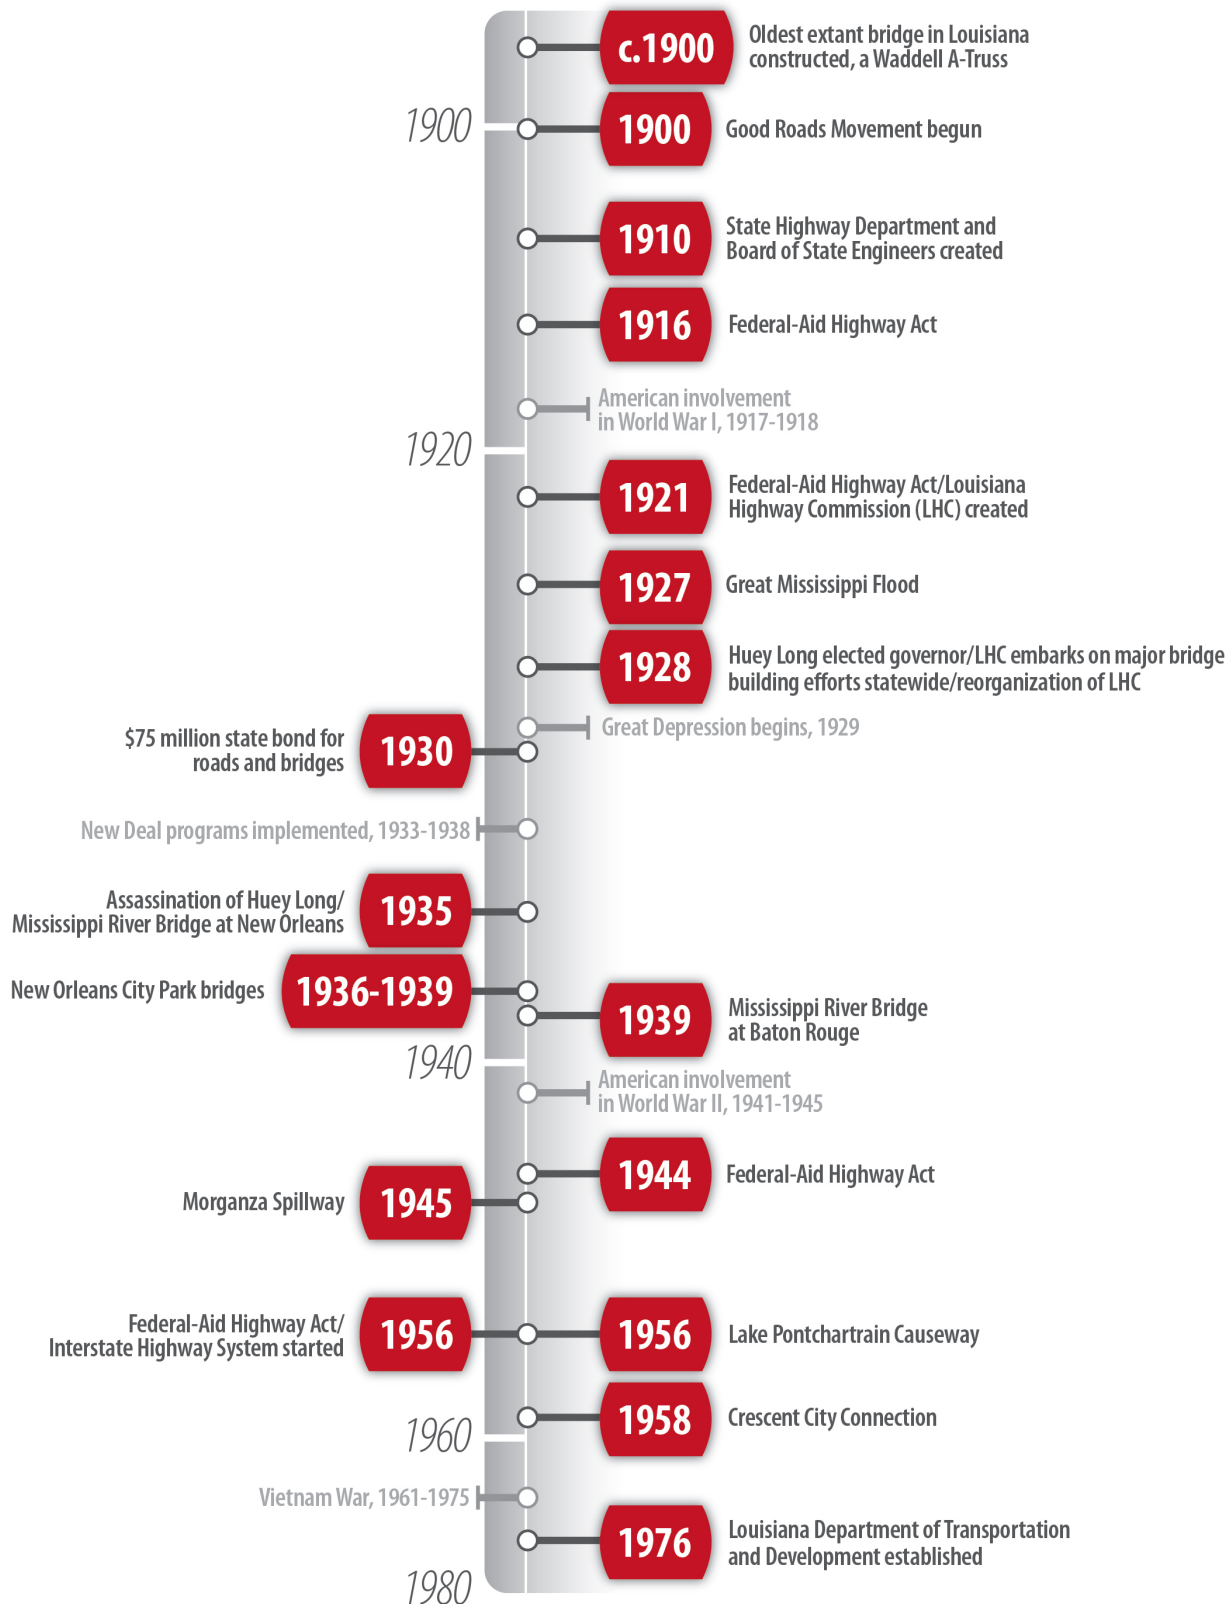 c.1900
Oldest extant bridge in Louisiana
constructed, a Waddell A-Truss
1900
1900
Good Roads Movement begun
1910
State Highway Department and
Board of State Engineers created
1916
Federal-Aid Highway Act
American involvement
in World War I, 1917-1918
1920
1921
Federal-Aid Highway Act/Louisiana
Highway Commission (LHC) created
1927
Great Mississippi Flood
1928
Huey Long elected governor/LHC embarks on major bridge
building efforts statewide/reorganization of LHC
Great Depression begins, 1929
$75 million state bond for
roads and bridges
1930
New Deal programs implemented, 1933-1938
Assassination of Huey Long/
Mississippi River Bridge at New Orleans
1935
New Orleans City Park bridges
1936-1939
1939
Mississippi River Bridge
at Baton Rouge
1940
American involvement
in World War II, 1941-1945
1944
Federal-Aid Highway Act
Morganza Spillway
1945
Federal-Aid Highway Act/
Interstate Highway System started
1956
1956
Lake Pontchartrain Causeway
1958
Crescent City Connection
1960
Vietnam War, 1961-1975
1976
Louisiana Department of Transportation
and Development established
1980